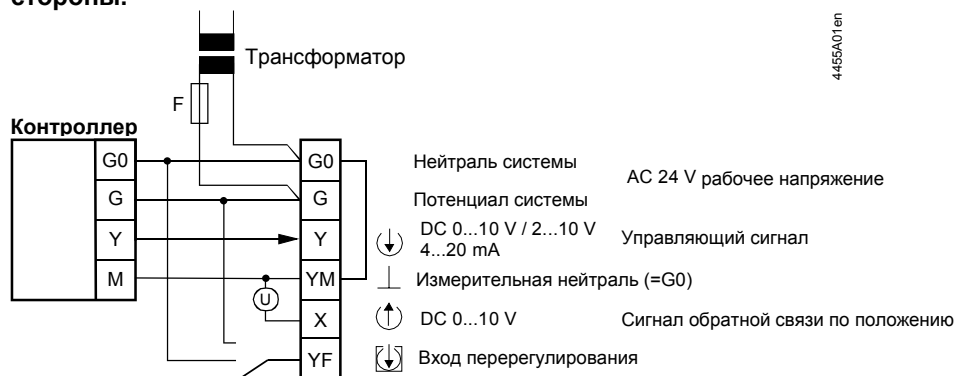 стороны.
4455A01en
Трансформатор
F
Контроллер
G0
G0
Нейтраль системы
AC 24 V рабочее напряжение
G
G
Потенциал системы
Y
Y
DC 0...10 V / 2...10 V
4...20 mA
Управляющий сигнал
M
YM
Измерительная нейтраль (=G0)
U
X
DC 0...10 V
Сигнал обратной связи по положению
YF
Вход перерегулирования